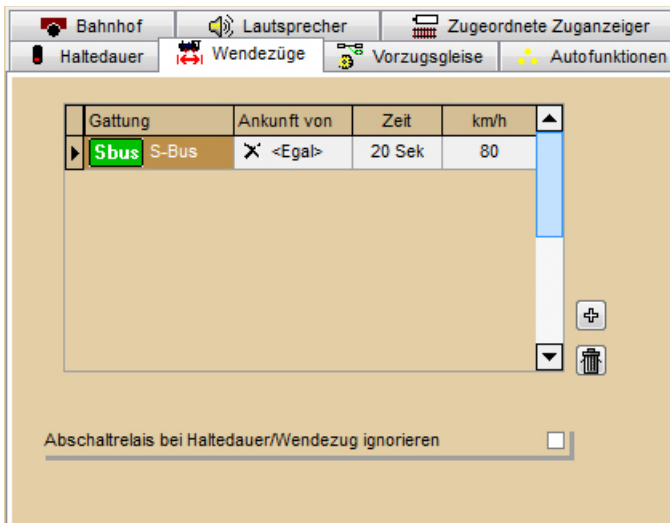 Bahnhof Lautsprecher Zugeordnete Zuganzeiger
Haltedauer Wendezüge Vorzugsgleise Autofunktionen
Gattung Ankunft von Zeit km/h
Sbus S-Bus <Egal> 20 Sek 80
Abschaltrelais bei Haltedauer/Wendezug ignorieren